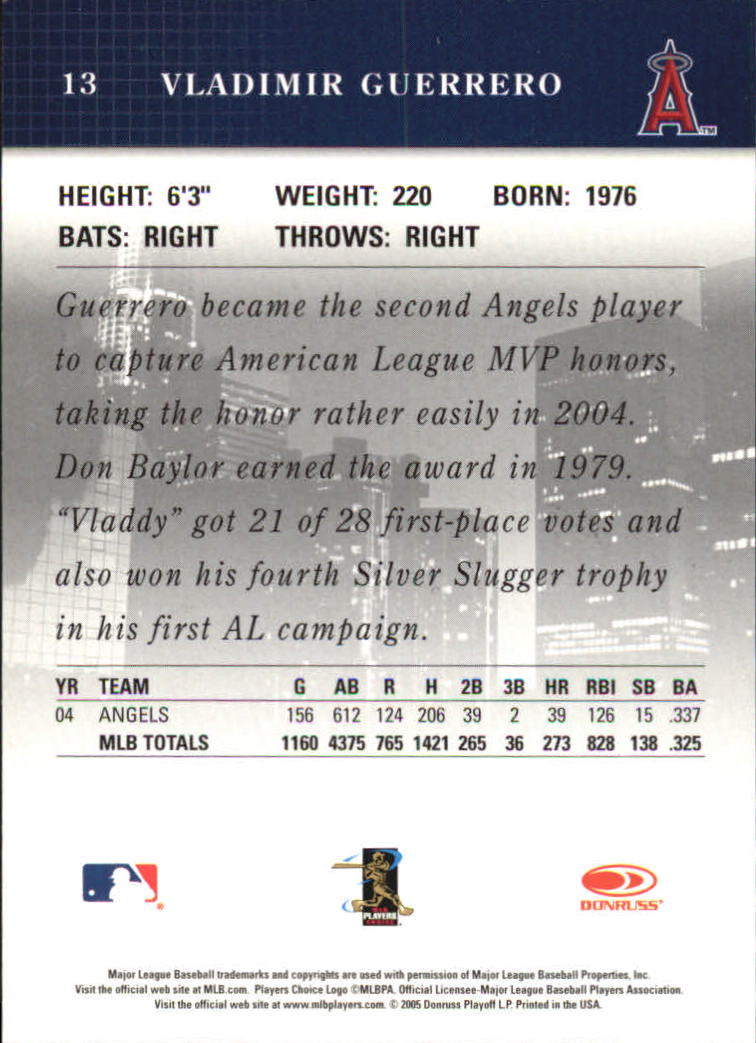 13 VLADIMIR GUERRERO
A TM
HEIGHT: 6'3" WEIGHT: 220 BORN: 1976
BATS: RIGHT THROWS: RIGHT
Guerrero became the second Angels player
to capture American League MVP honors,
taking the honor rather easily in 2004.
Don Baylor earned the award in 1979.
“Vladdy” got 21 of 28 first-place votes and
also won his fourth Silver Slugger trophy
in his first AL campaign.
YR TEAM G AB R H 2B 3B HR RBI SB BA
04 ANGELS 156 612 124 206 39 2 39 126 15 .337
MLB TOTALS 1160 4375 765 1421 265 36 273 828 138 .325
MLB
PLAYERS
CHOICE
DONRUSS®
Major League Baseball trademarks and copyrights are used with permission of Major League Baseball Properties, Inc.
Visit the official web site at MLB.com. Players Choice Logo ©MLBPA. Official Licensee-Major League Baseball Players Association.
Visit the official web site at www.mlbplayers.com. © 2005 Donruss Playoff L.P. Printed in the USA.